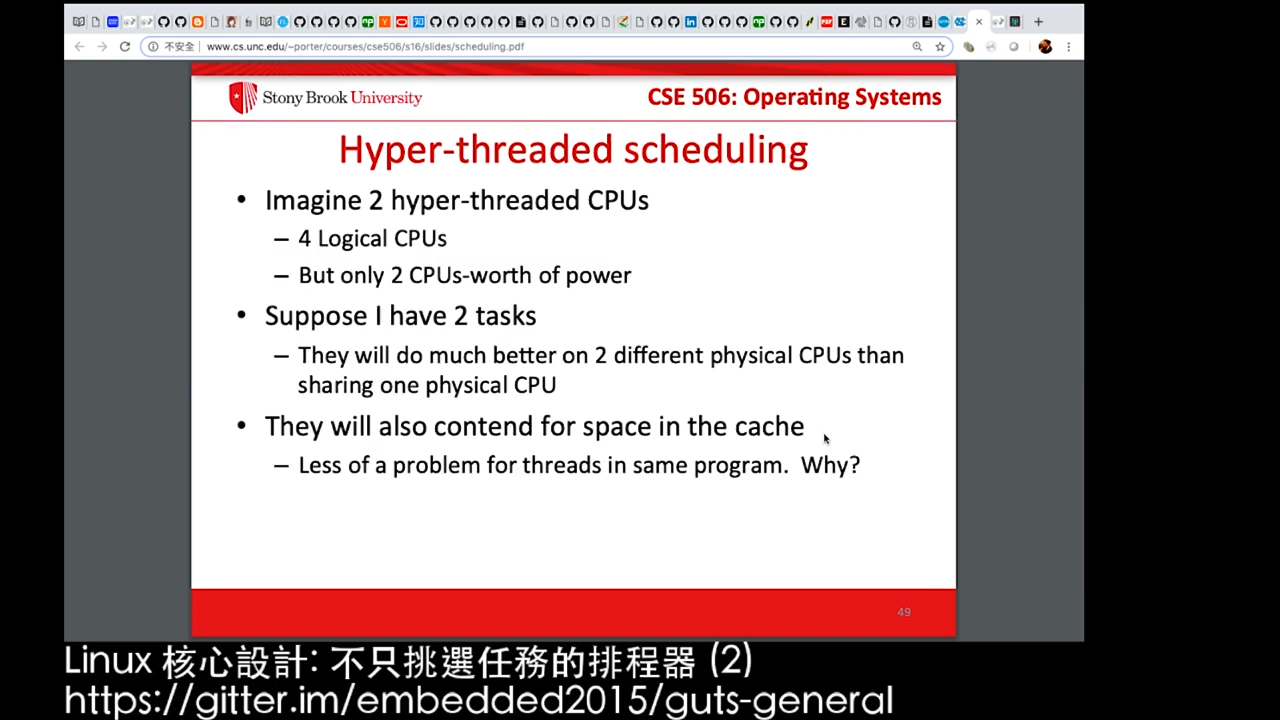 不安全 www.cs.unc.edu/~porter/courses/cse506/s16/slides/scheduling.pdf
Stony Brook University
CSE 506: Operating Systems
Hyper-threaded scheduling
• Imagine 2 hyper-threaded CPUs
– 4 Logical CPUs
– But only 2 CPUs-worth of power
• Suppose I have 2 tasks
– They will do much better on 2 different physical CPUs than
sharing one physical CPU
• They will also contend for space in the cache
– Less of a problem for threads in same program. Why?
49
Linux 核心設計: 不只挑選任務的排程器 (2)
https://gitter.im/embedded2015/guts-general